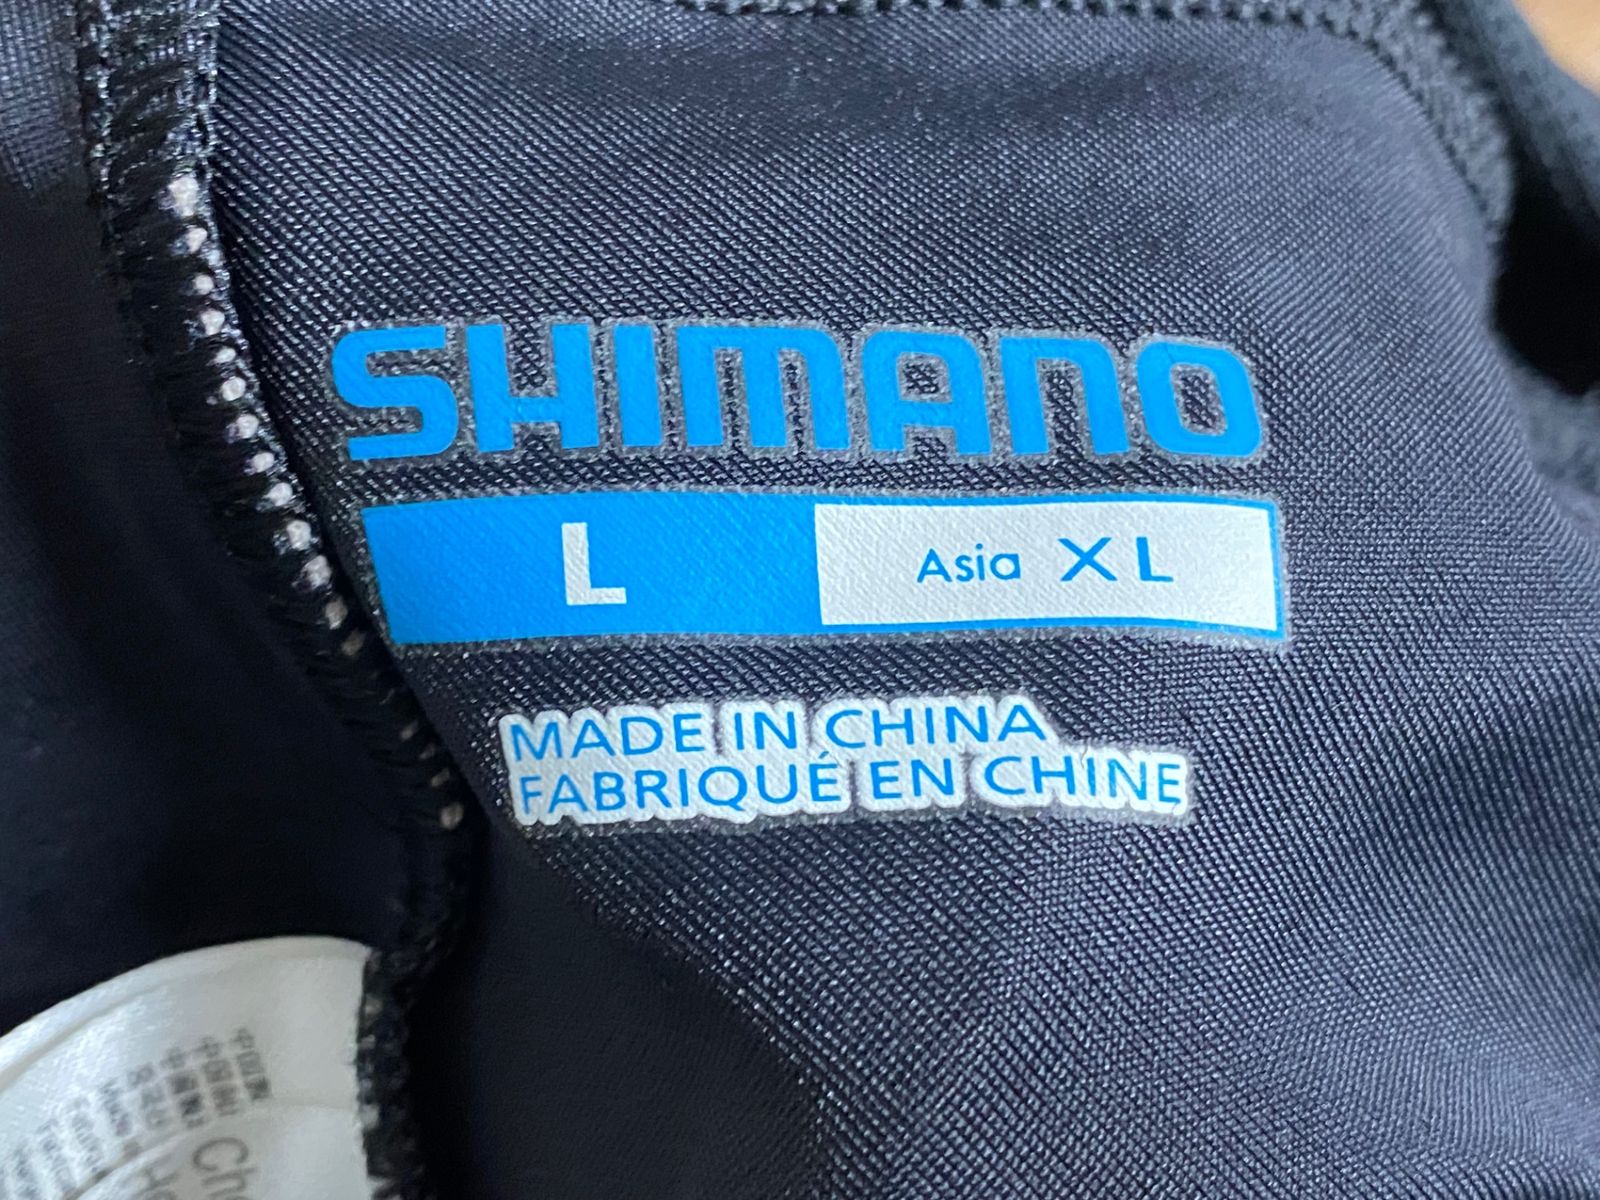 SHIMANO
L Asia XL
MADE IN CHINA
FABRIQUÉ EN CHINE